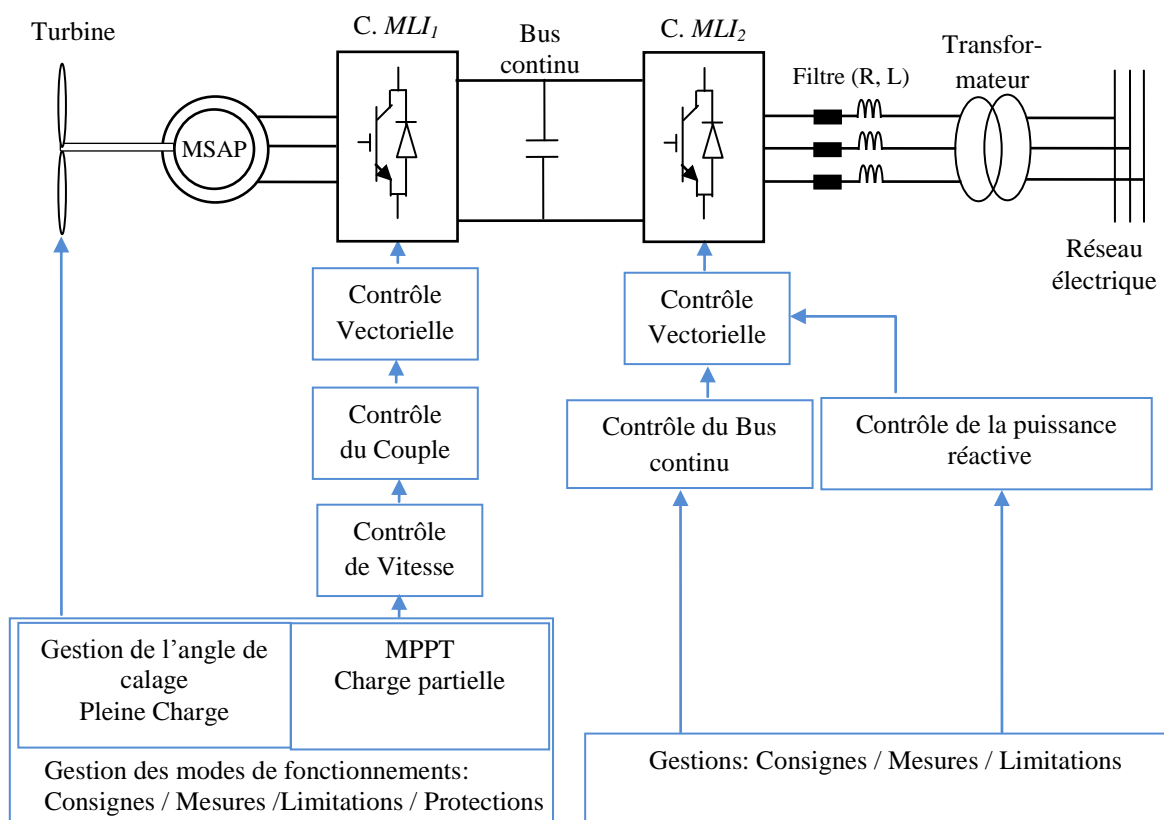 Turbine
C. MLI1
Bus
continu
C. MLI2
Transfor-
mateur
Filtre (R, L)
MSAP
Réseau
électrique
Contrôle
Vectorielle
Contrôle
Vectorielle
Contrôle
du Couple
Contrôle du Bus
continu
Contrôle de la puissance
réactive
Contrôle
de Vitesse
Gestion de l’angle de
calage
Pleine Charge
MPPT
Charge partielle
Gestion des modes de fonctionnements:
Consignes / Mesures /Limitations / Protections
Gestions: Consignes / Mesures / Limitations